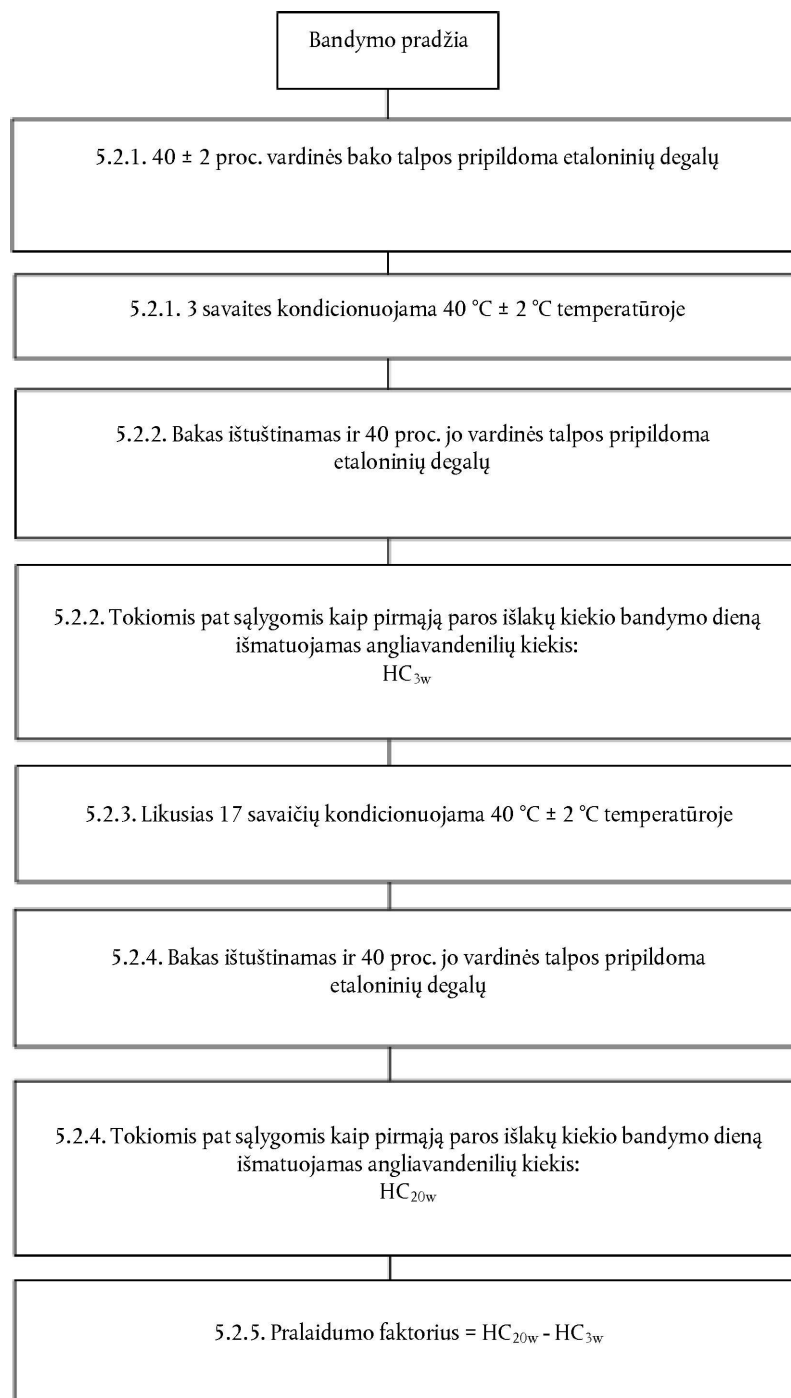 Bandymo pradžia
5.2.1. 40 ± 2 proc. vardinės bako talpos pripildoma etaloninių degalų
5.2.1. 3 savaites kondicionuojama 40 °C ± 2 °C temperatūroje
5.2.2. Bakas ištuštinamas ir 40 proc. jo vardinės talpos pripildoma
etaloninių degalų
5.2.2. Tokiomis pat sąlygomis kaip pirmąją paros išlakų kiekio bandymo dieną
išmatuojamas angliavandenilių kiekis:
HC3w
5.2.3. Likusias 17 savaičių kondicionuojama 40 °C ± 2 °C temperatūroje
5.2.4. Bakas ištuštinamas ir 40 proc. jo vardinės talpos pripildoma
etaloninių degalų
5.2.4. Tokiomis pat sąlygomis kaip pirmąją paros išlakų kiekio bandymo dieną
išmatuojamas angliavandenilių kiekis:
HC20w
5.2.5. Pralaidumo faktorius = HC20w - HC3w